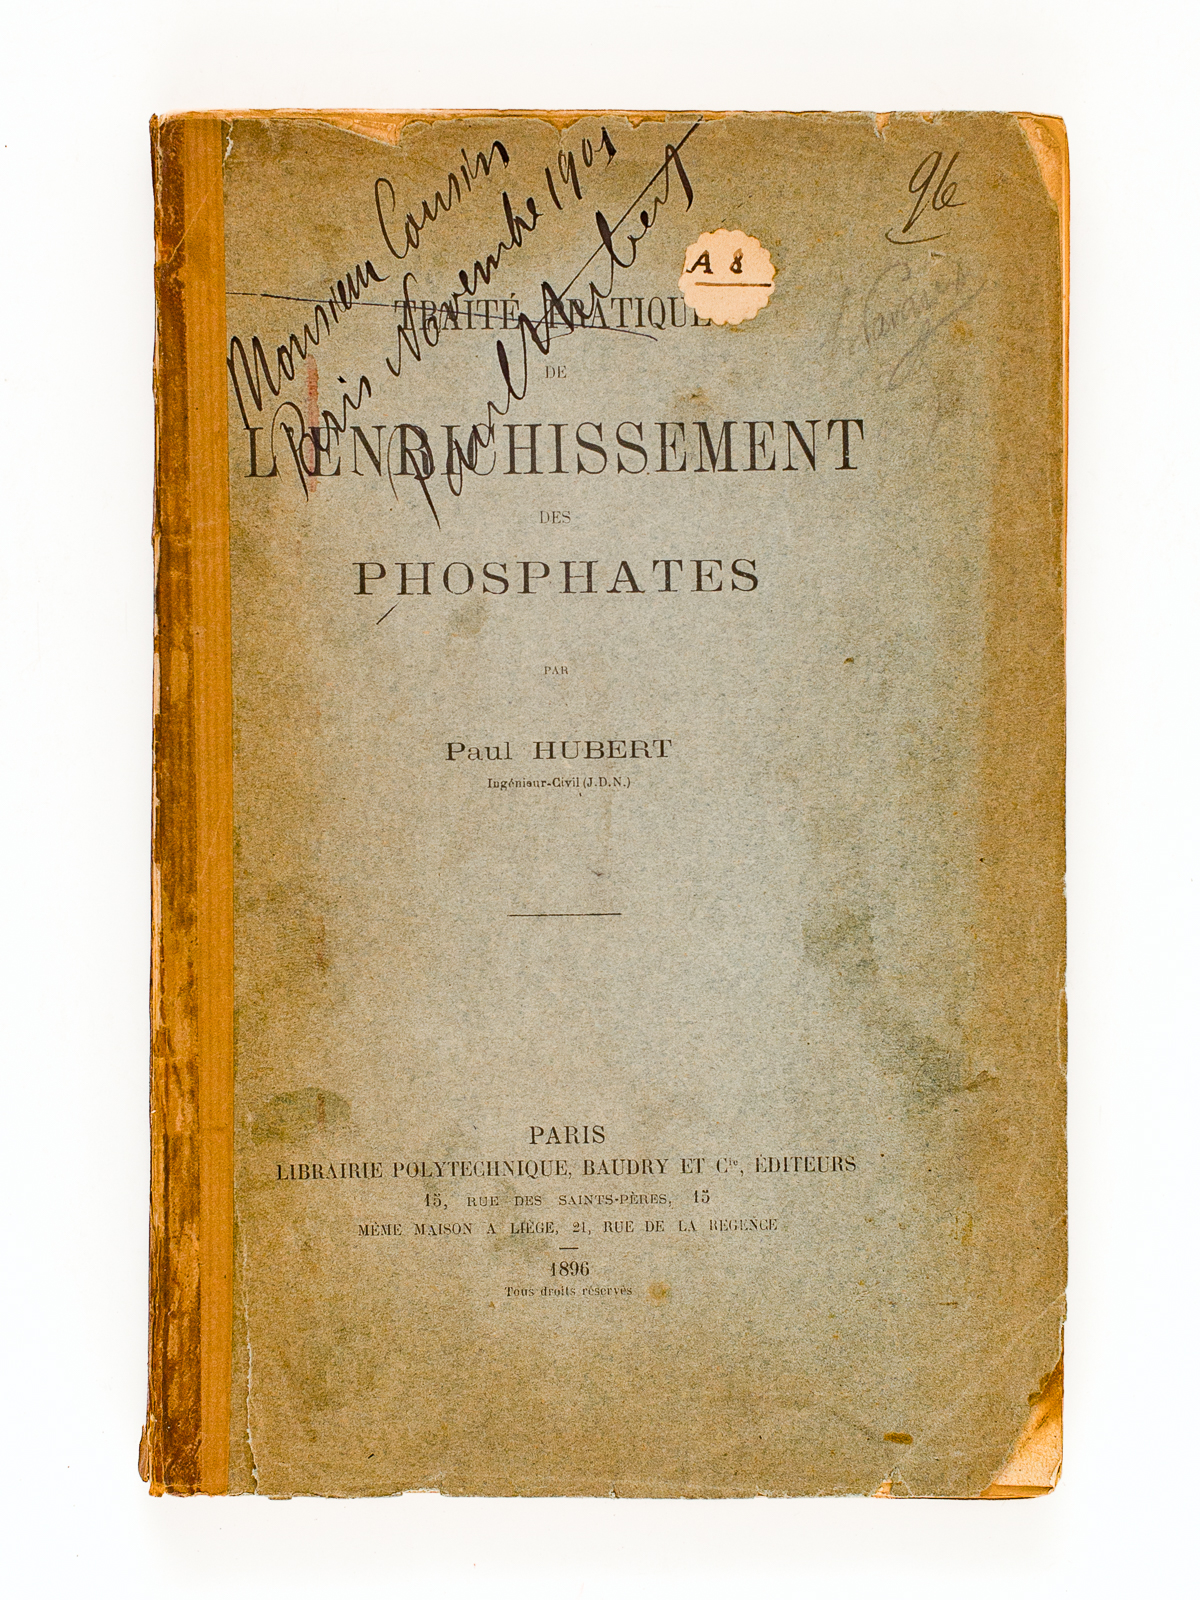 Monsieur Cousin
Paris Novembre 1901
Paul Hubert
96
A 8
TRAITÉ PRATIQUE
DE
L'ENRICHISSEMENT
DES
PHOSPHATES
PAR
Paul HUBERT
Ingénieur-Civil (J.D.N.)
PARIS
LIBRAIRIE POLYTECHNIQUE, BAUDRY ET Cie, ÉDITEURS
15, RUE DES SAINTS-PÈRES, 15
MÊME MAISON A LIÈGE, 21, RUE DE LA RÉGENCE
1896
Tous droits réservés